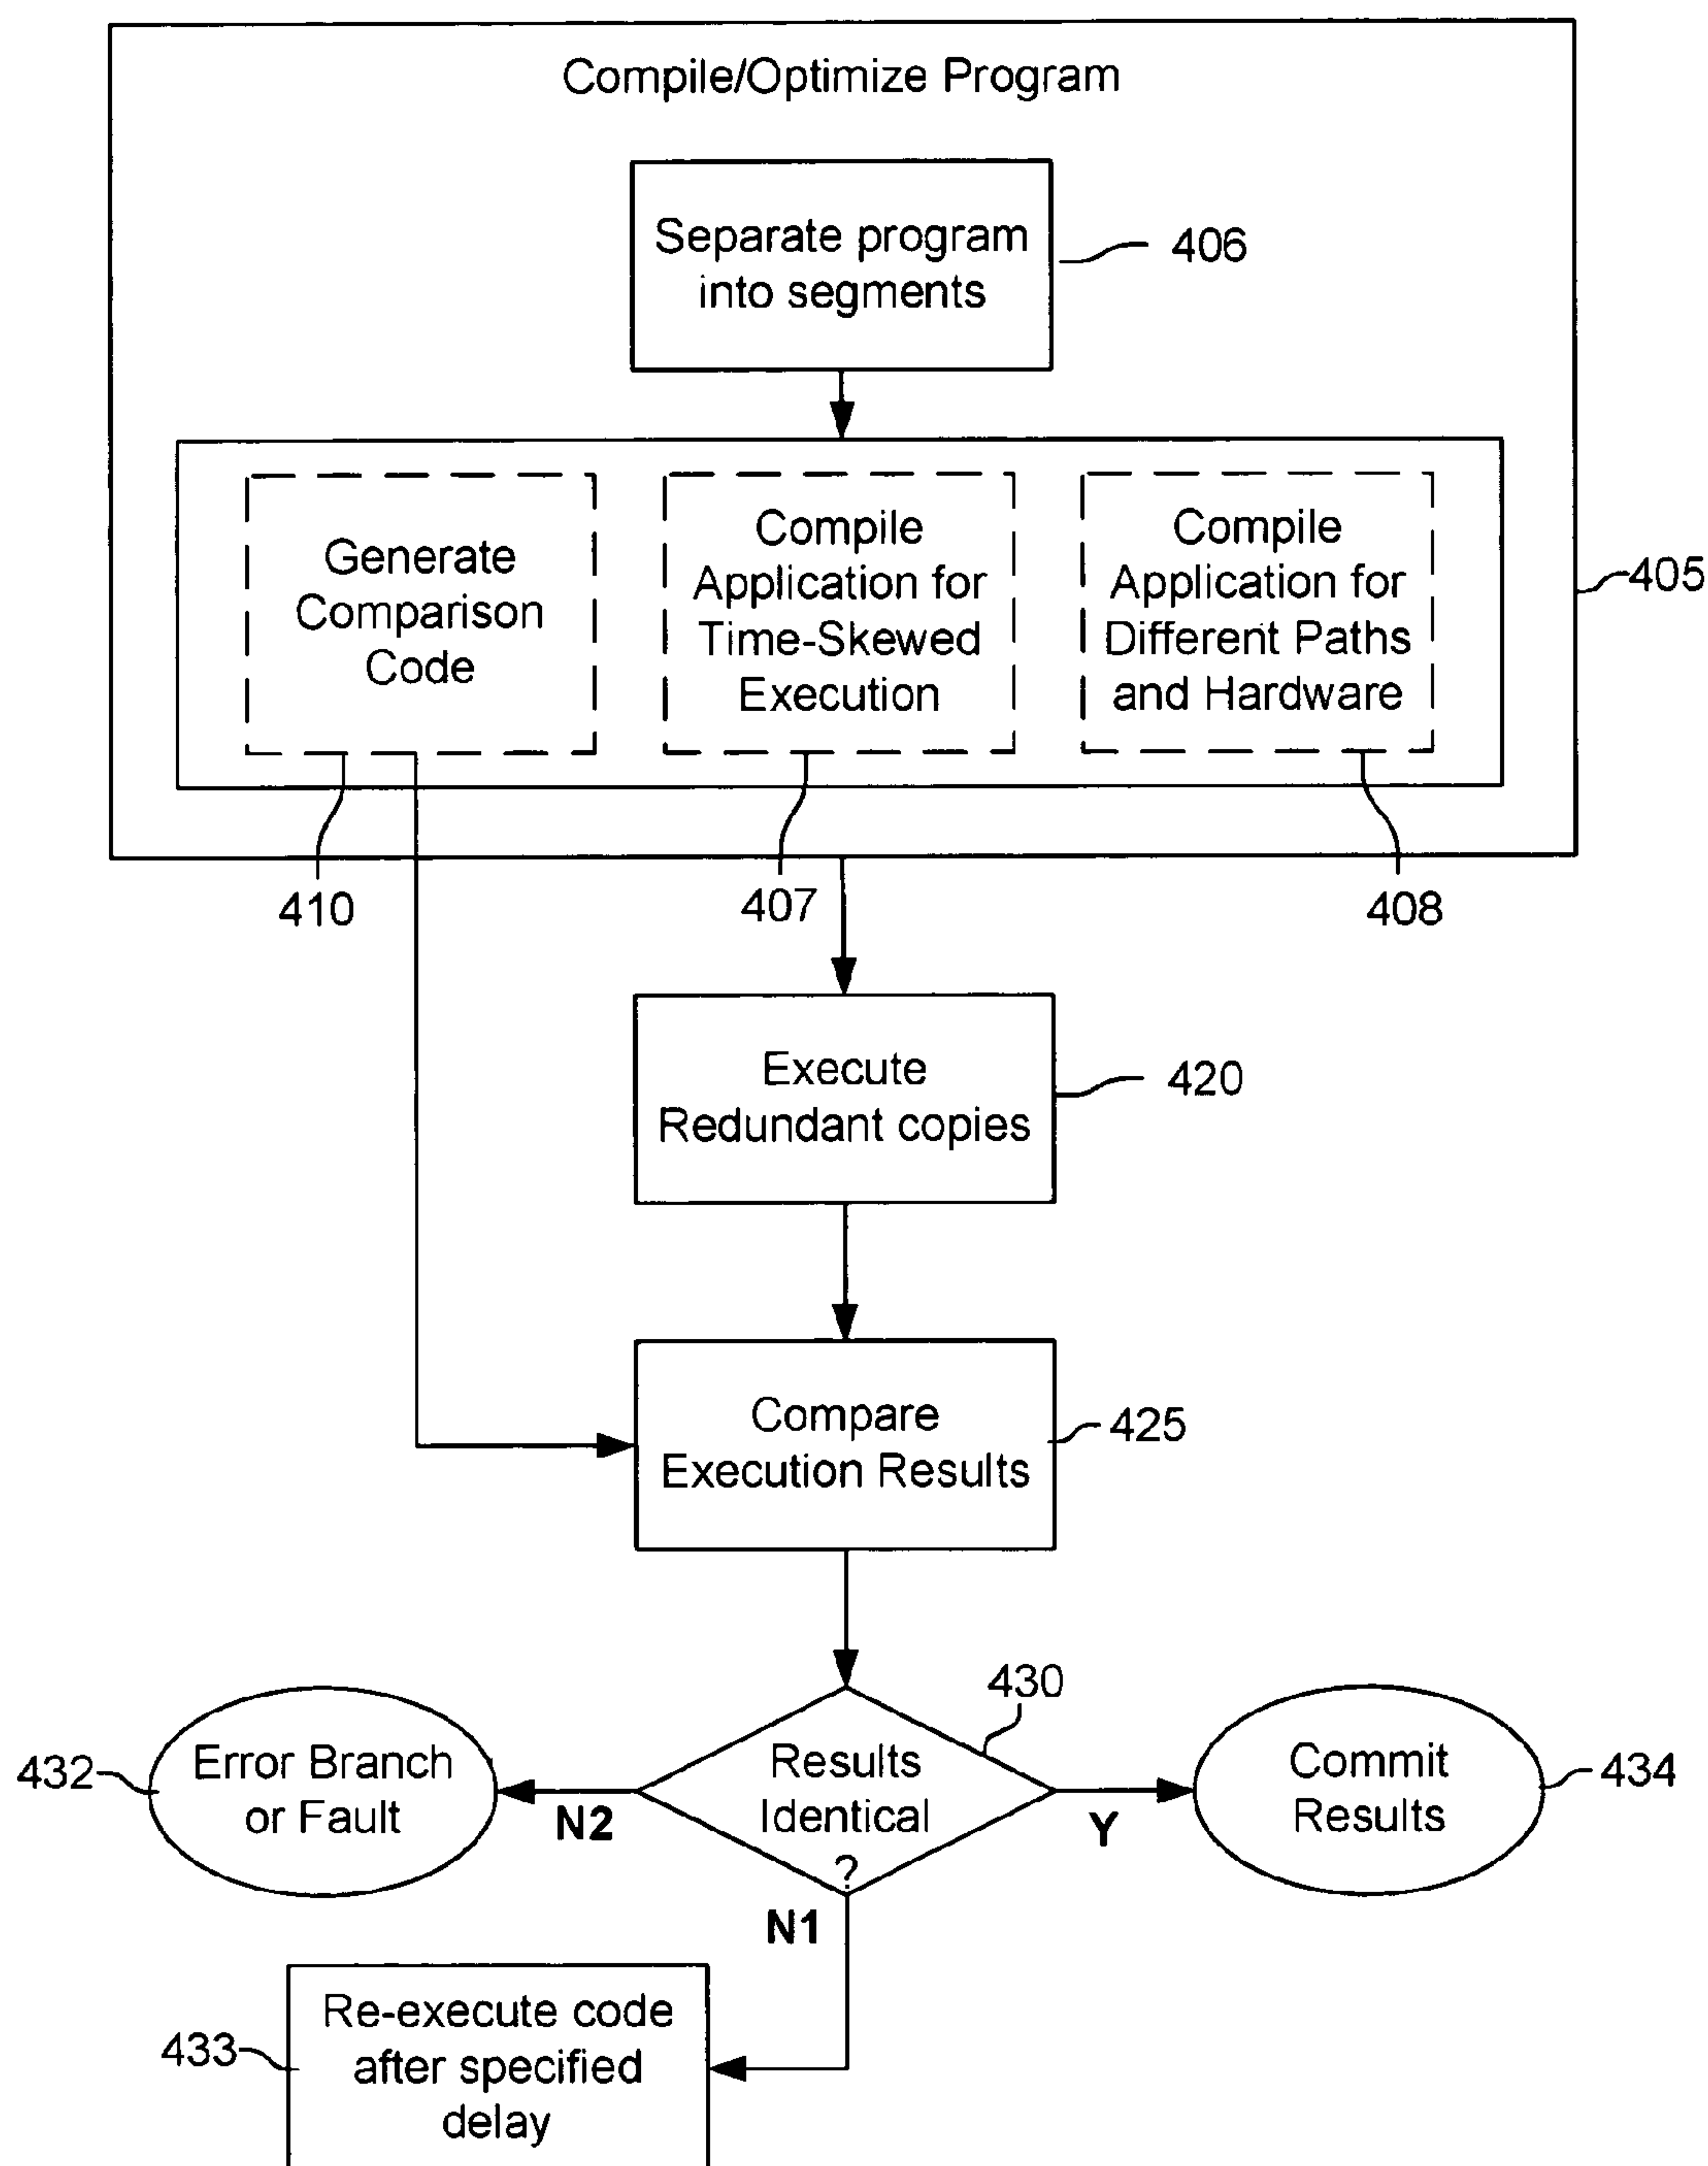 Compile/Optimize Program
Separate program
into segments
406
Generate
Comparison
Code
Compile
Application for
Time-Skewed
Execution
Compile
Application for
Different Paths
and Hardware
405
410
407
408
Execute
Redundant copies
420
Compare
Execution Results
425
430
432
Error Branch
or Fault
N2
Results
Identical
?
Y
Commit
Results
434
N1
433
Re-execute code
after specified
delay